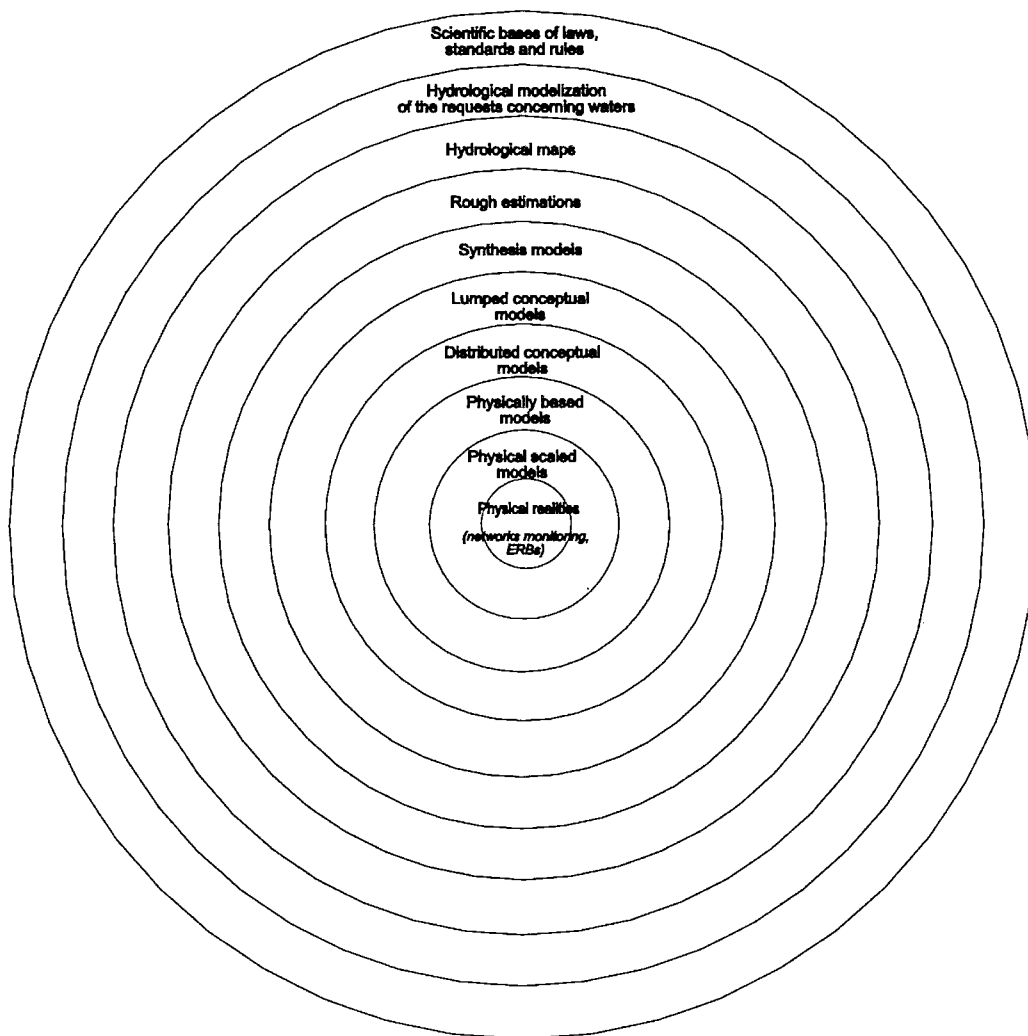 Scientific bases of laws,
standards and rules
Hydrological modelization
of the requests concerning waters
Hydrological maps
Rough estimations
Synthesis models
Lumped conceptual
models
Distributed conceptual
models
Physically based
models
Physical scaled
models
Physical realities
(networks monitoring,
ERBs)